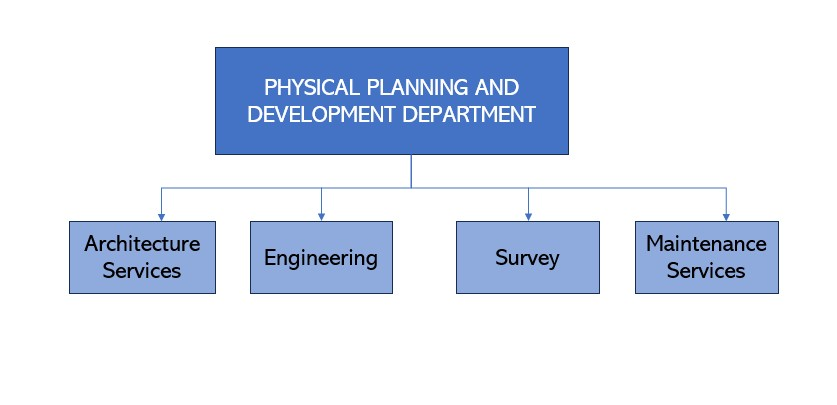 PHYSICAL PLANNING AND
DEVELOPMENT DEPARTMENT
Architecture
Services
Engineering
Survey
Maintenance
Services